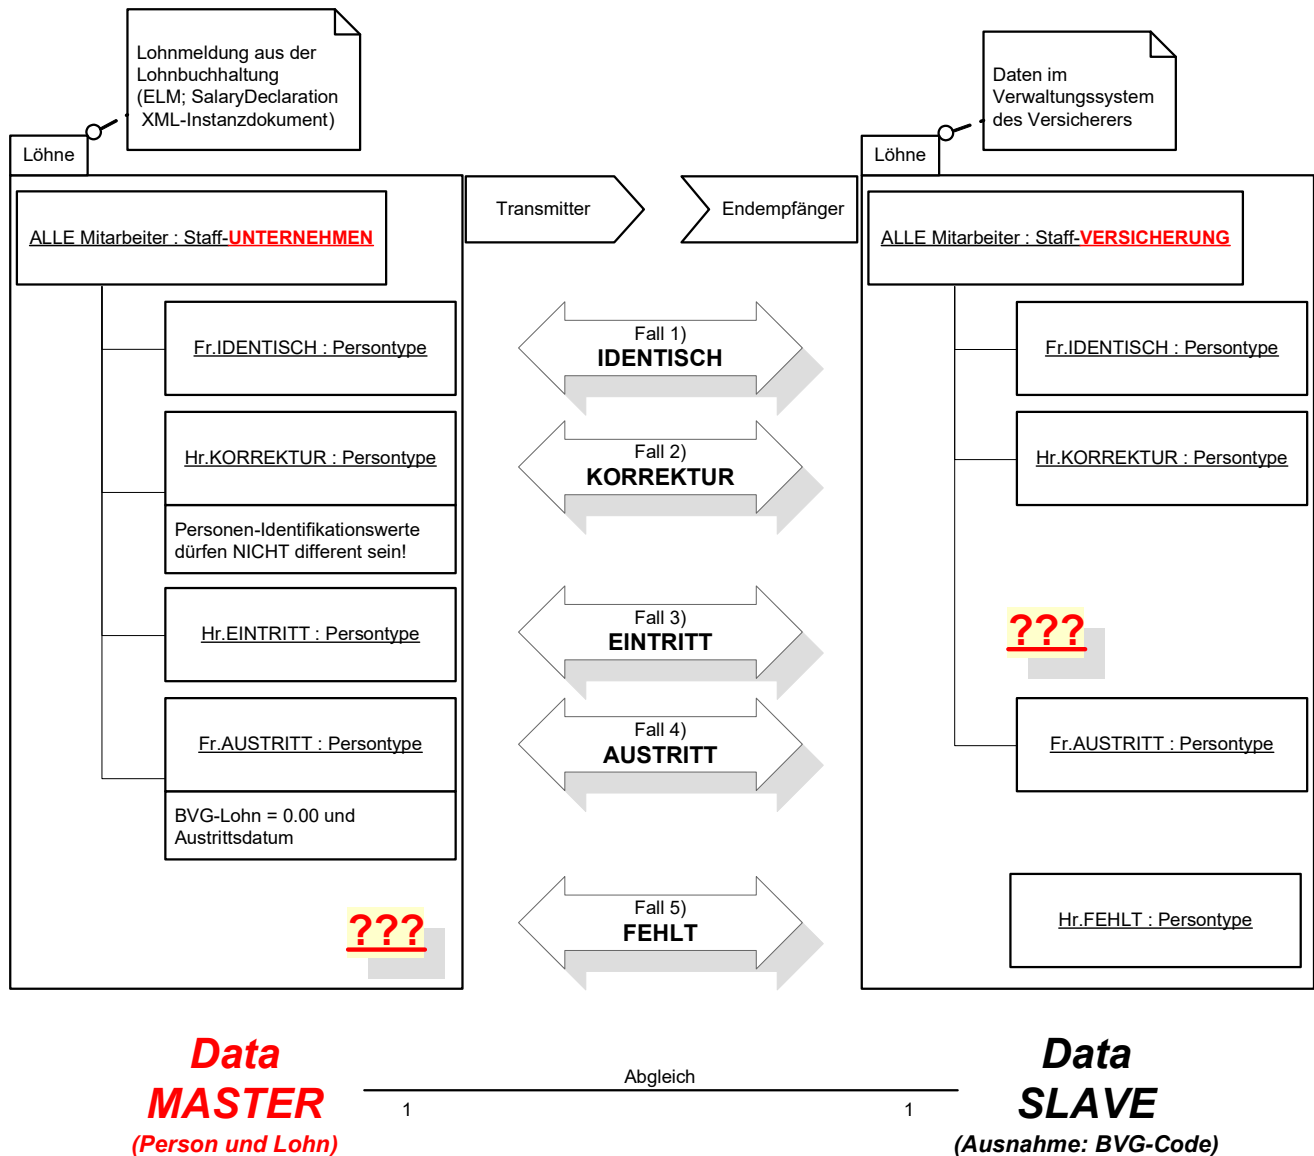 Lohnmeldung aus der
Lohnbuchhaltung
(ELM; SalaryDeclaration
XML-Instanzdokument)
Daten im
Verwaltungssystem
des Versicherers
Löhne
Löhne
Transmitter
Endempfänger
ALLE Mitarbeiter : Staff-UNTERNEHMEN
ALLE Mitarbeiter : Staff-VERSICHERUNG
Fr.IDENTISCH : Persontype
Fall 1)
IDENTISCH
Fr.IDENTISCH : Persontype
Hr.KORREKTUR : Persontype
Fall 2)
KORREKTUR
Hr.KORREKTUR : Persontype
Personen-Identifikationswerte
dürfen NICHT different sein!
Hr.EINTRITT : Persontype
Fall 3)
EINTRITT
???
Fr.AUSTRITT : Persontype
Fall 4)
AUSTRITT
Fr.AUSTRITT : Persontype
BVG-Lohn = 0.00 und
Austrittsdatum
???
Fall 5)
FEHLT
Hr.FEHLT : Persontype
Data
MASTER
(Person und Lohn)
Abgleich
1
1
Data
SLAVE
(Ausnahme: BVG-Code)